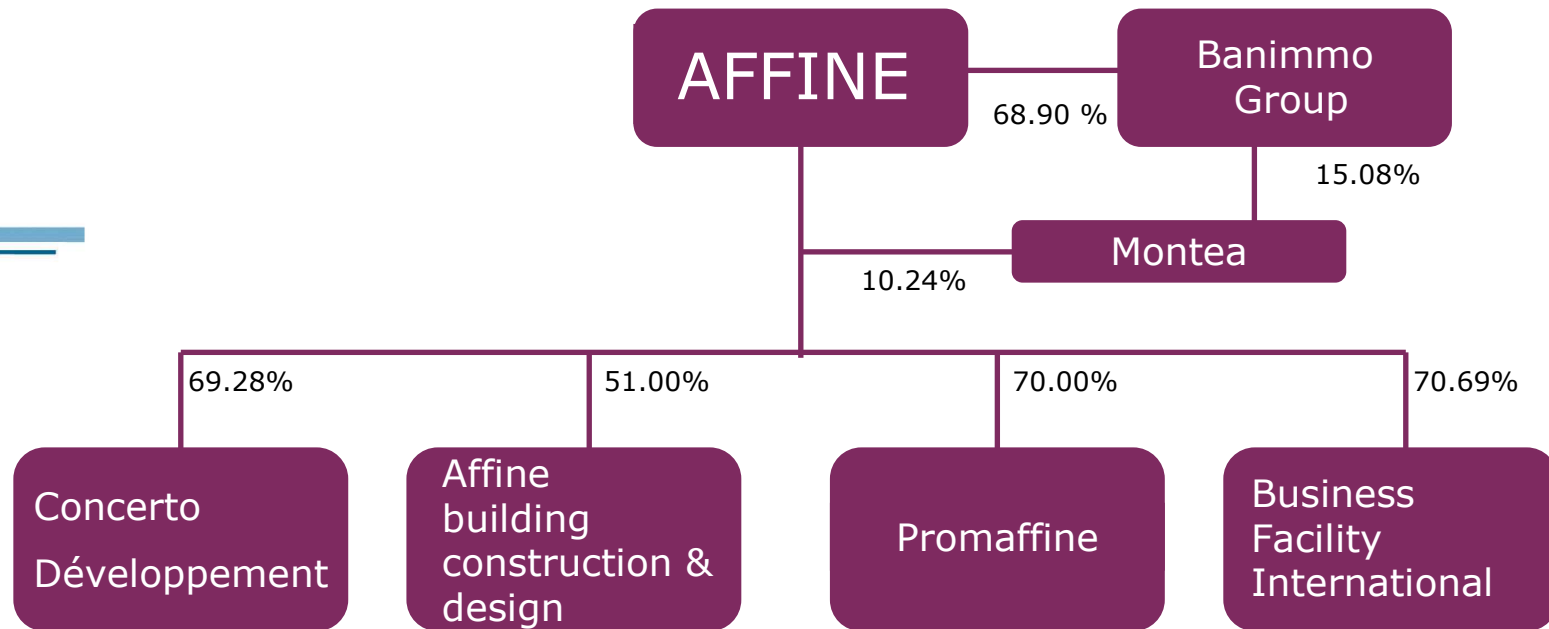 AFFINE
Banimmo
Group
68.90 %
15.08%
Montea
10.24%
69.28%
51.00%
70.00%
70.69%
Concerto
Développement
Affine
building
construction &
design
Promaffine
Business
Facility
International